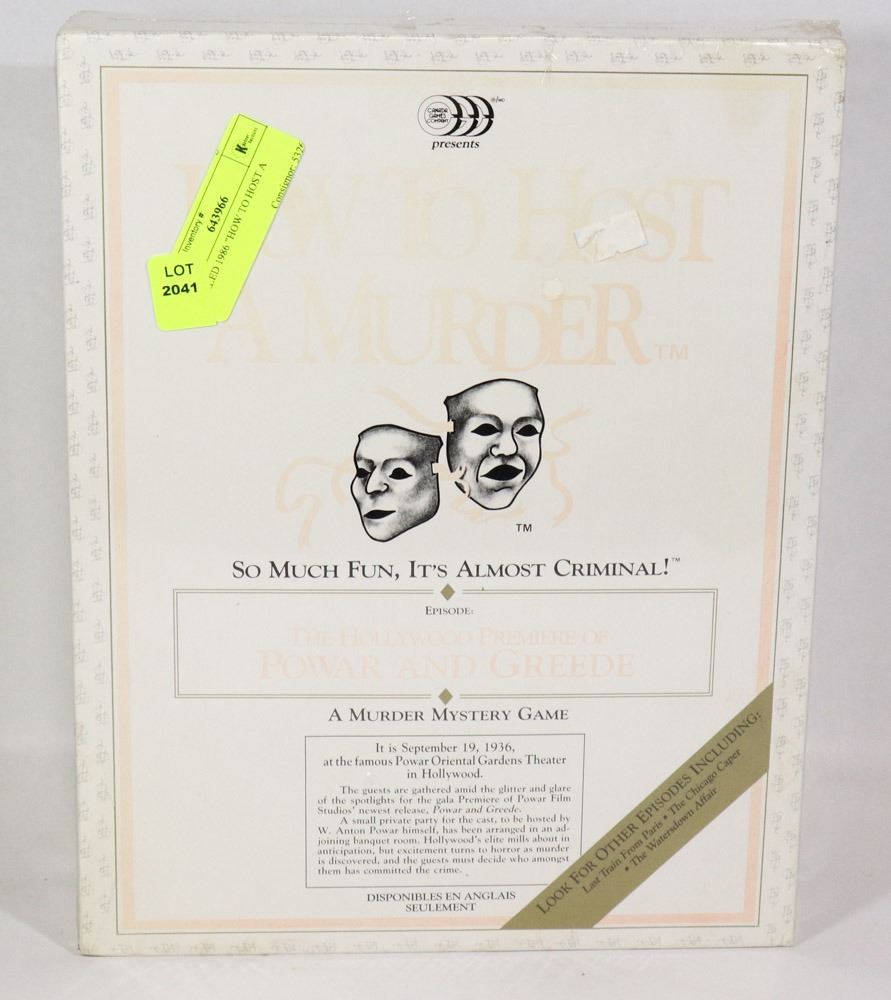 CANADA GAMES COMPANY
®/MD
presents
HOW TO HOST
A MURDER™
Inventory #
643966
LED 1986 "HOW TO HOST A
Consignor: 5326
LOT
2041
TM
SO MUCH FUN, IT'S ALMOST CRIMINAL!™
EPISODE:
THE HOLLYWOOD PREMIERE OF
POWAR AND GREEDE
A MURDER MYSTERY GAME
It is September 19, 1936,
at the famous Powar Oriental Gardens Theater
in Hollywood.
The guests are gathered amid the glitter and glare
of the spotlights for the gala Premiere of Powar Film
Studios' newest release, Powar and Greede.
A small private party for the cast, to be hosted by
W. Anton Powar himself, has been arranged in an ad-
joining banquet room. Hollywood's elite mills about in
anticipation, but excitement turns to horror as murder
is discovered, and the guests must decide who amongst
them has committed the crime.
DISPONIBLES EN ANGLAIS
SEULEMENT
LOOK FOR OTHER EPISODES INCLUDING:
Last Train From Paris • The Chicago Caper
• The Watersdown Affair